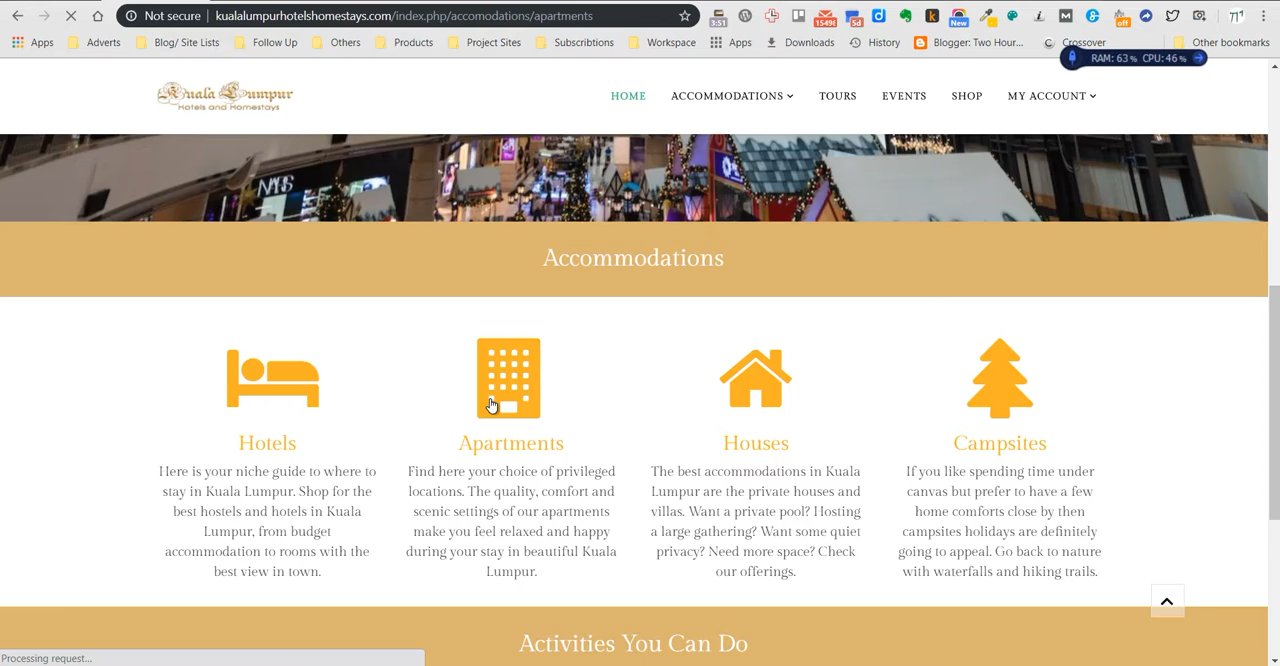 Not secure kualalumpurhotelshomestays.com/index.php/accomodations/apartments
3:51 1549! 5d New off
Apps Adverts Blog/ Site Lists Follow Up Others Products Project Sites Subscribtions Workspace Apps Downloads History Blogger: Two Hour... Crossover Other bookmarks
RAM: 63% CPU: 46%
Kuala Lumpur
Hotels and Homestays
HOME ACCOMMODATIONS TOURS EVENTS SHOP MY ACCOUNT
Accommodations
Hotels
Here is your niche guide to where to
stay in Kuala Lumpur. Shop for the
best hostels and hotels in Kuala
Lumpur, from budget
accommodation to rooms with the
best view in town.
Apartments
Find here your choice of privileged
locations. The quality, comfort and
scenic settings of our apartments
make you feel relaxed and happy
during your stay in beautiful Kuala
Lumpur.
Houses
The best accommodations in Kuala
Lumpur are the private houses and
villas. Want a private pool? Hosting
a large gathering? Want some quiet
privacy? Need more space? Check
our offerings.
Campsites
If you like spending time under
canvas but prefer to have a few
home comforts close by then
campsites holidays are definitely
going to appeal. Go back to nature
with waterfalls and hiking trails.
Activities You Can Do
Processing request...